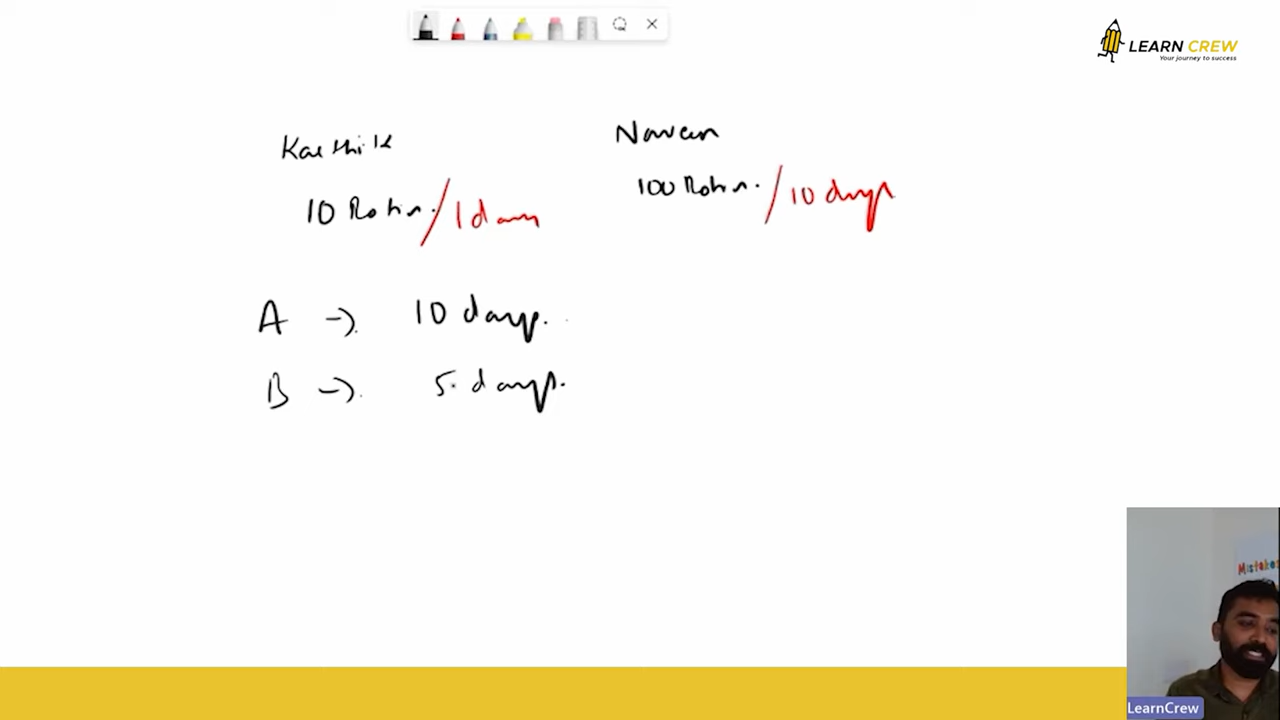 LEARN CREW
Your journey to success
Karthik
Naveen
10 Rotis. / 1 day
100 Rotis. / 10 days
A → 10 days.
B → 5 days.
Mistakes
LearnCrew